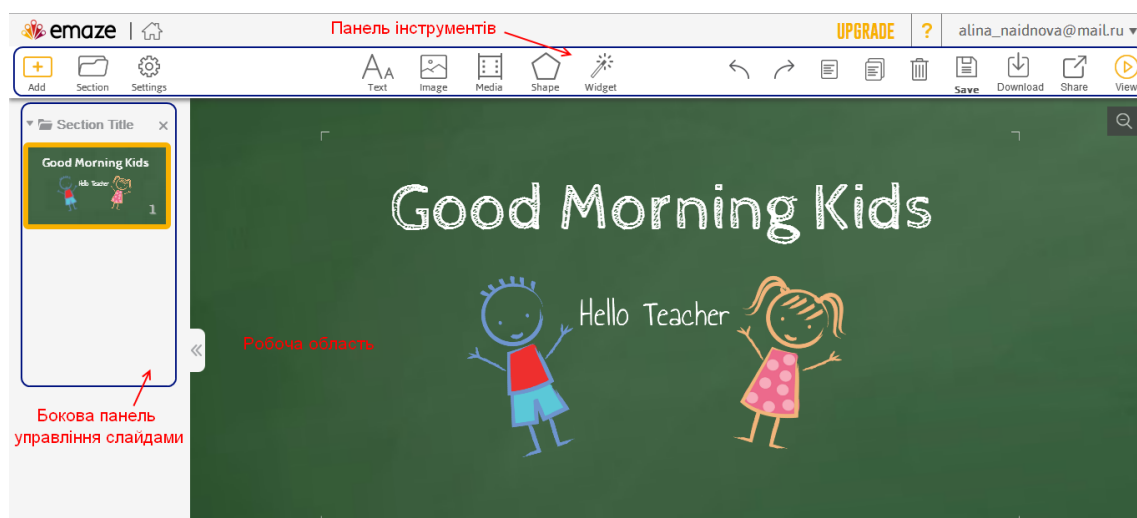 emaze
Панель інструментів
UPGRADE ? alina_naidnova@mail.ru
Add Section Settings Text Image Media Shape Widget Save Download Share View
Section Title x
Good Morning Kids
Hello Teacher
1
Good Morning Kids
Hello Teacher
Робоча область
Бокова панель
управління слайдами